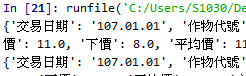 In [21]: runfile('C:/Users/S1030/De
{'交易日期': '107.01.01', '作物代號'
價': 11.0, '下價': 8.0, '平均價': 11
{'交易日期': '107.01.01', '作物代號'